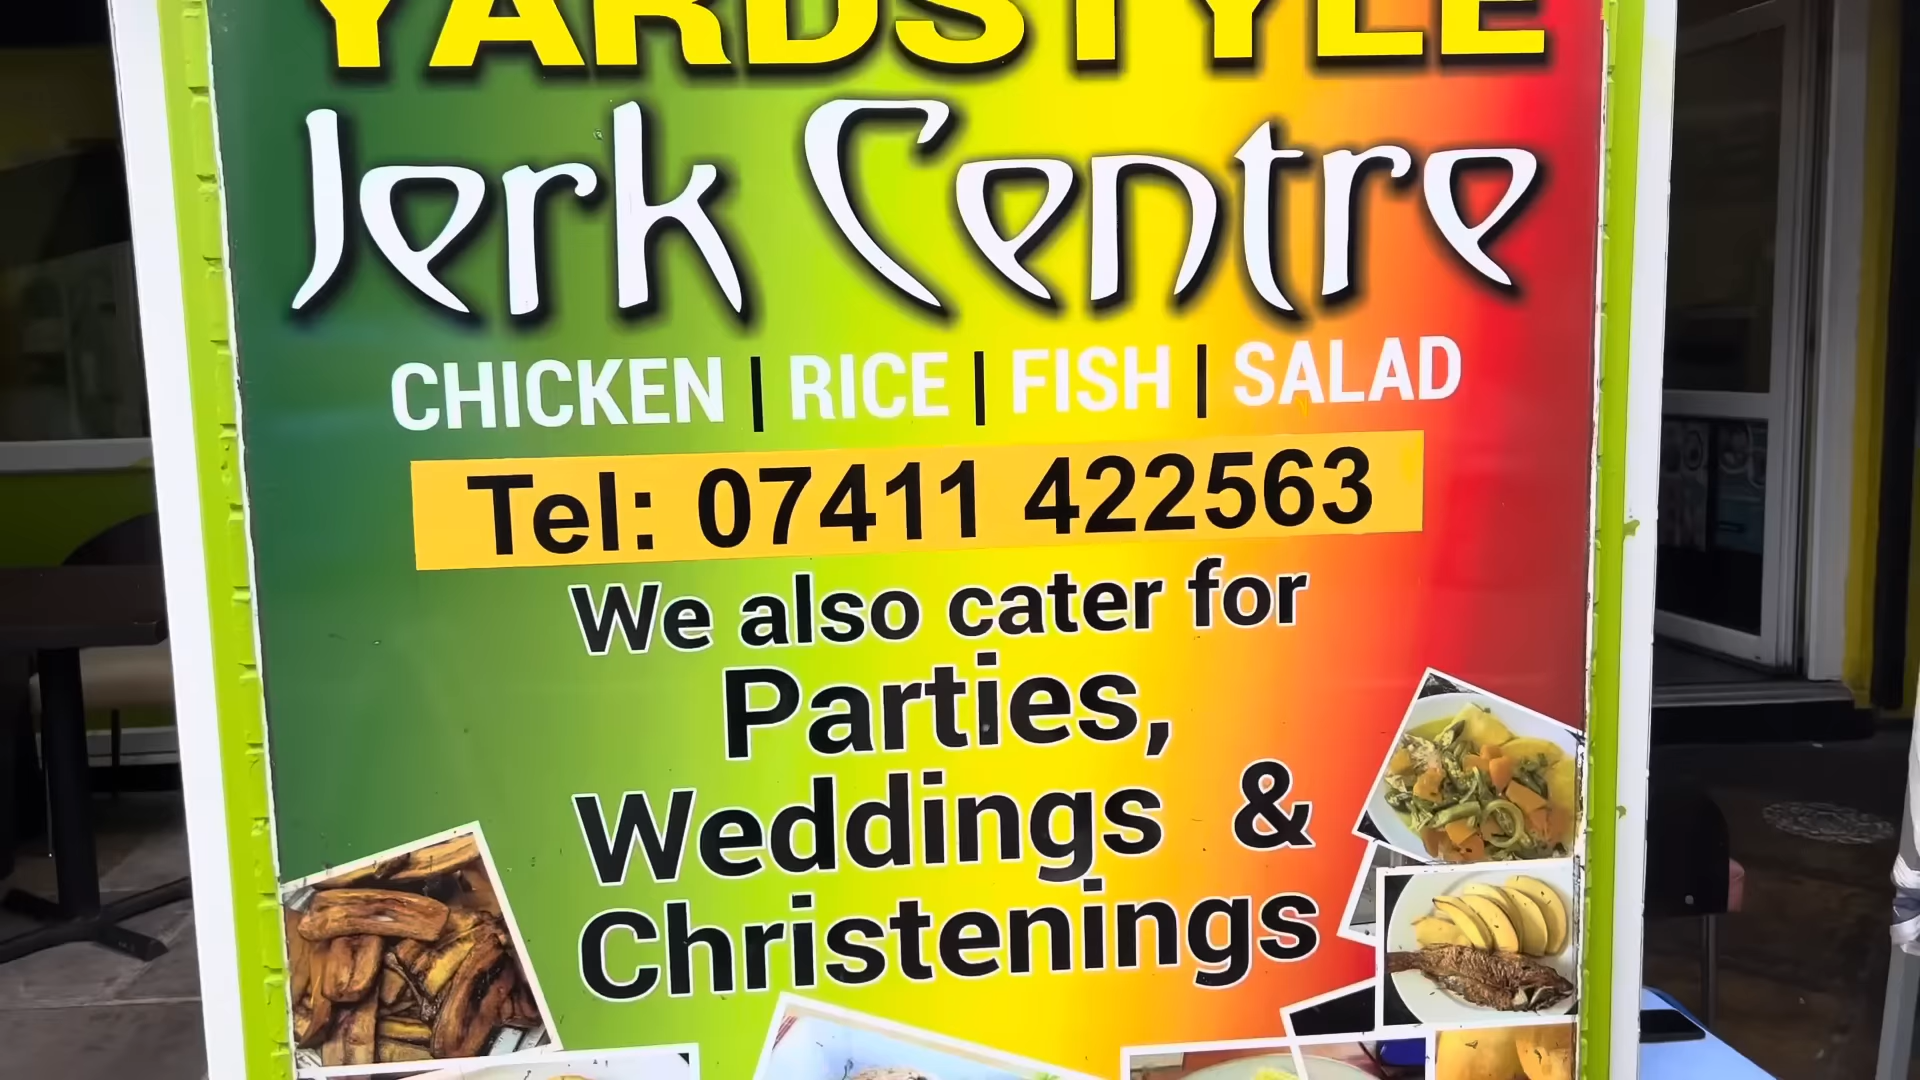 YARDSTYLE
Jerk Centre
CHICKEN | RICE | FISH | SALAD
Tel: 07411 422563
We also cater for
Parties,
Weddings &
Christenings